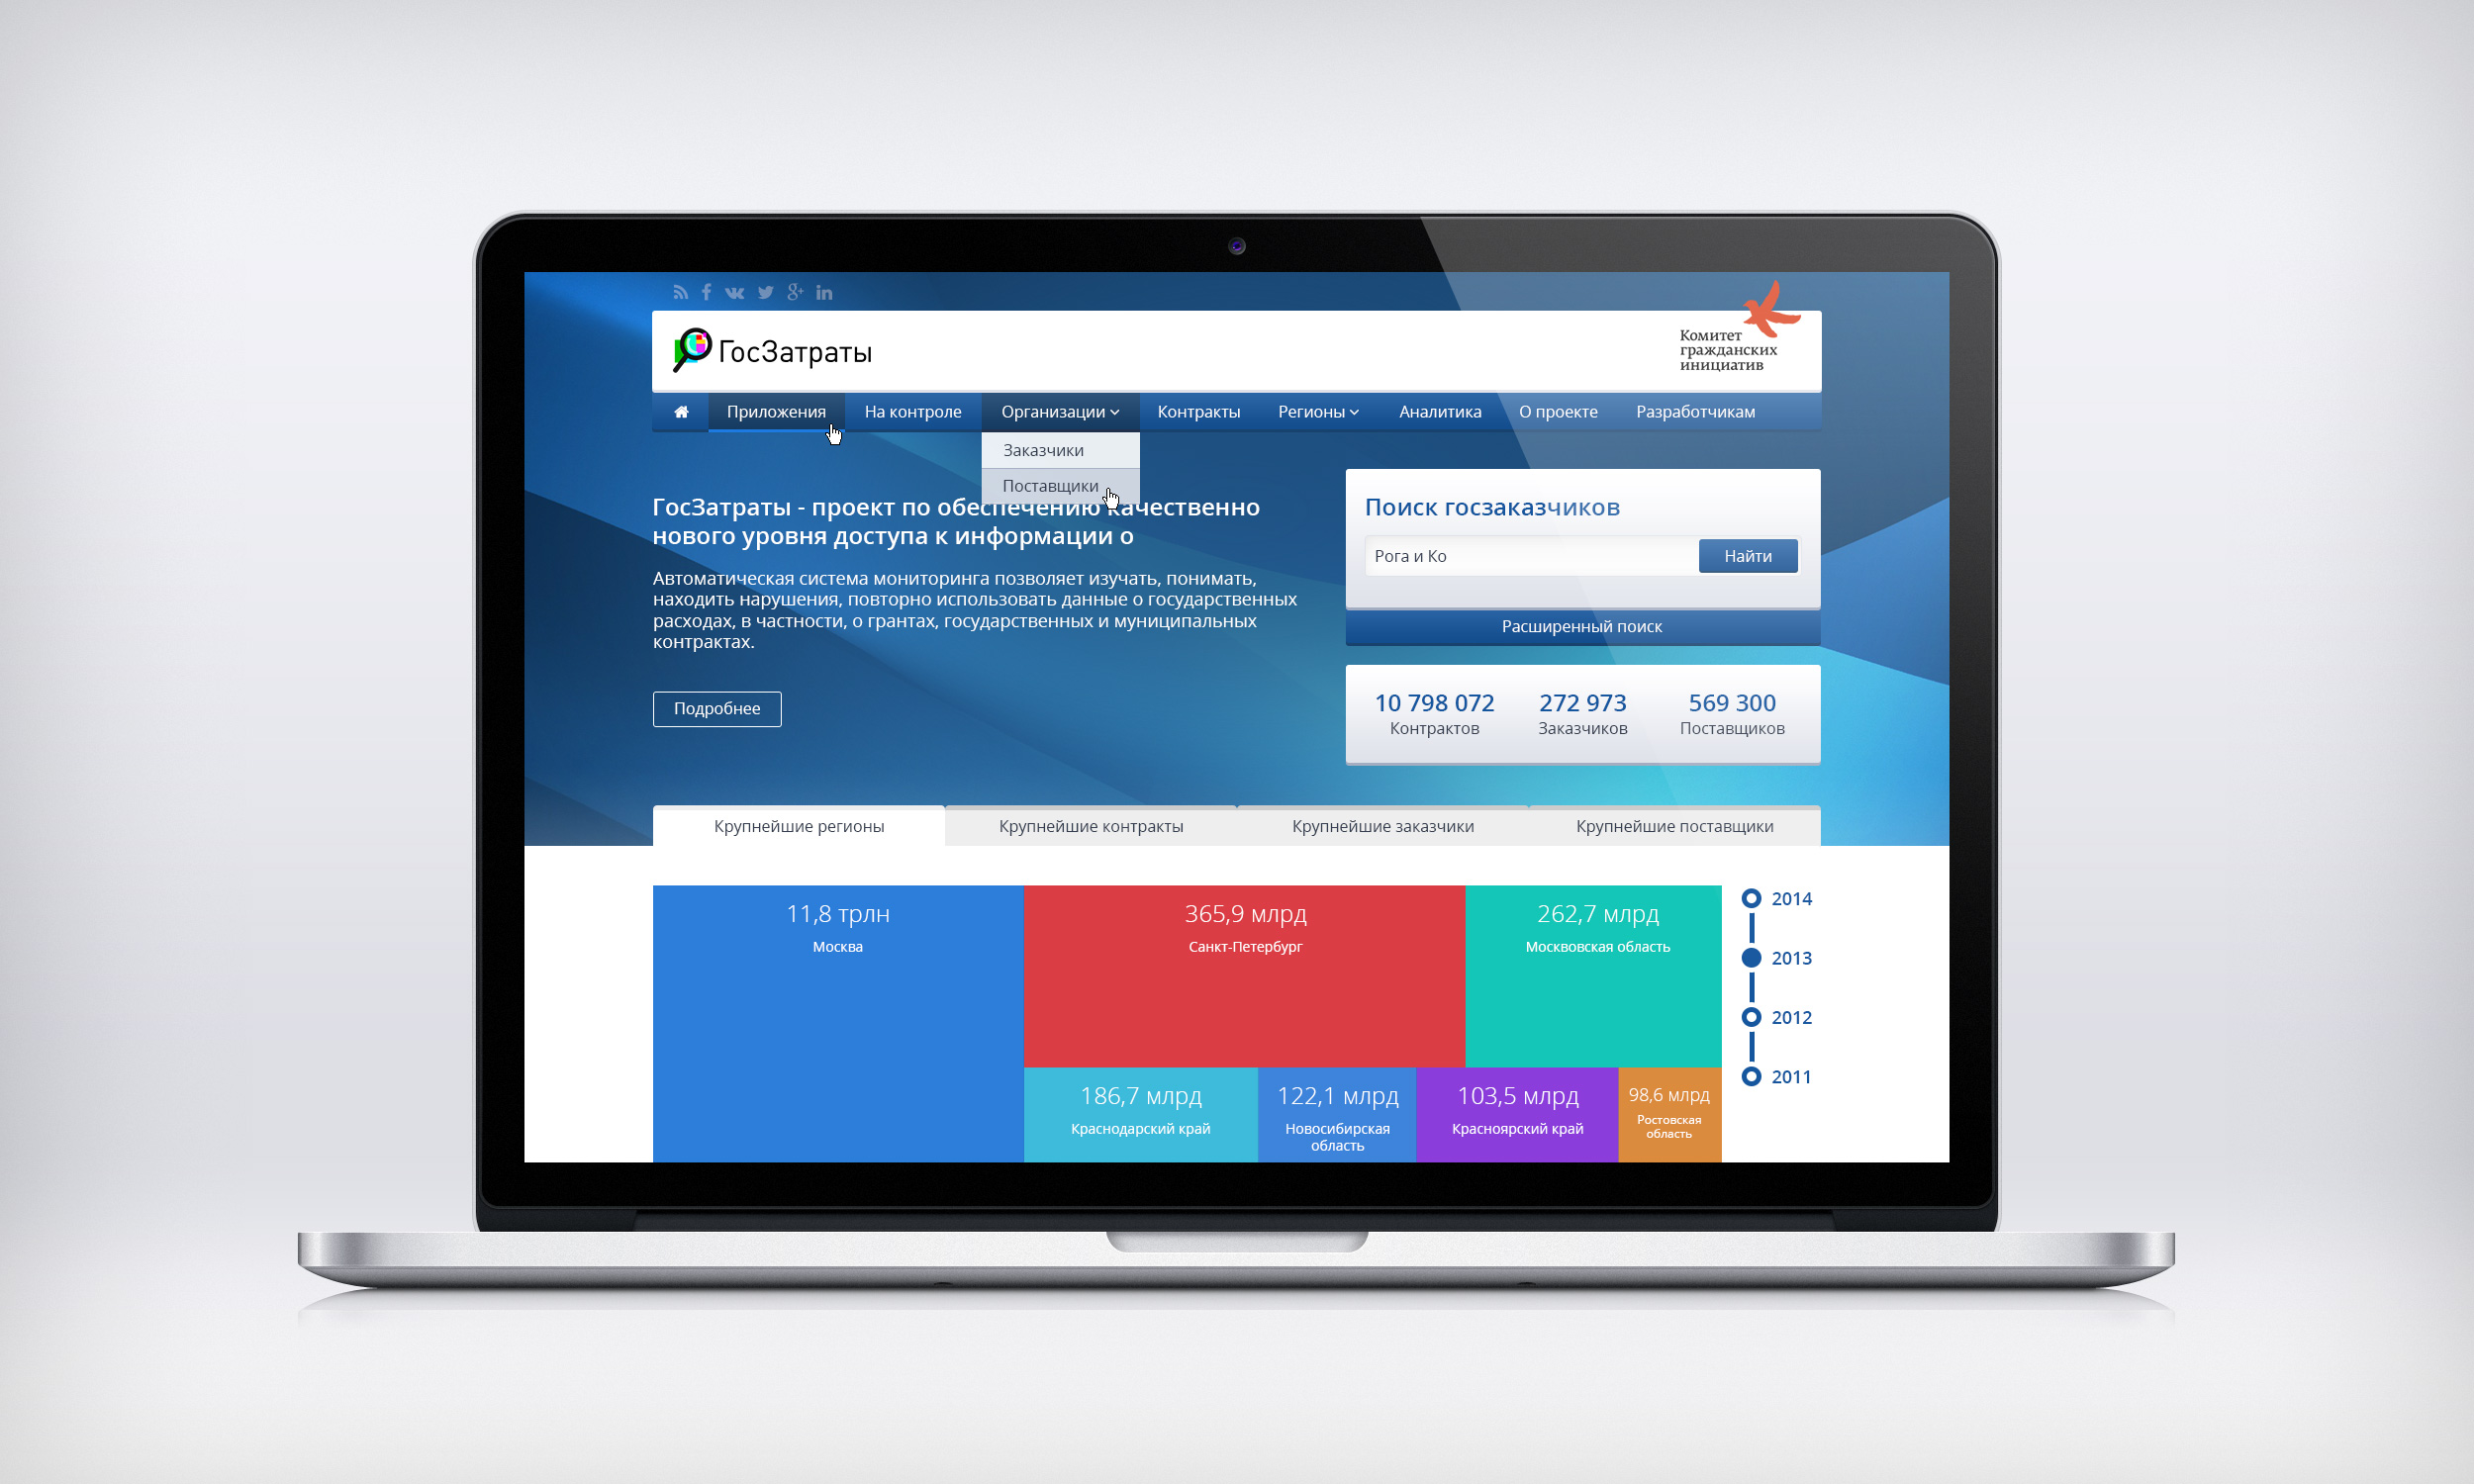 ГосЗатраты
Комитет
гражданских
инициатив
Приложения
На контроле
Организации
Контракты
Регионы
Аналитика
О проекте
Разработчикам
Заказчики
Поставщики
ГосЗатраты - проект по обеспечению качественно
нового уровня доступа к информации о
Автоматическая система мониторинга позволяет изучать, понимать,
находить нарушения, повторно использовать данные о государственных
расходах, в частности, о грантах, государственных и муниципальных
контрактах.
Подробнее
Поиск госзаказчиков
Рога и Ко
Найти
Расширенный поиск
10 798 072
Контрактов
272 973
Заказчиков
569 300
Поставщиков
Крупнейшие регионы
Крупнейшие контракты
Крупнейшие заказчики
Крупнейшие поставщики
11,8 трлн
Москва
365,9 млрд
Санкт-Петербург
262,7 млрд
Москвовская область
186,7 млрд
Краснодарский край
122,1 млрд
Новосибирская
область
103,5 млрд
Красноярский край
98,6 млрд
Ростовская
область
2014
2013
2012
2011